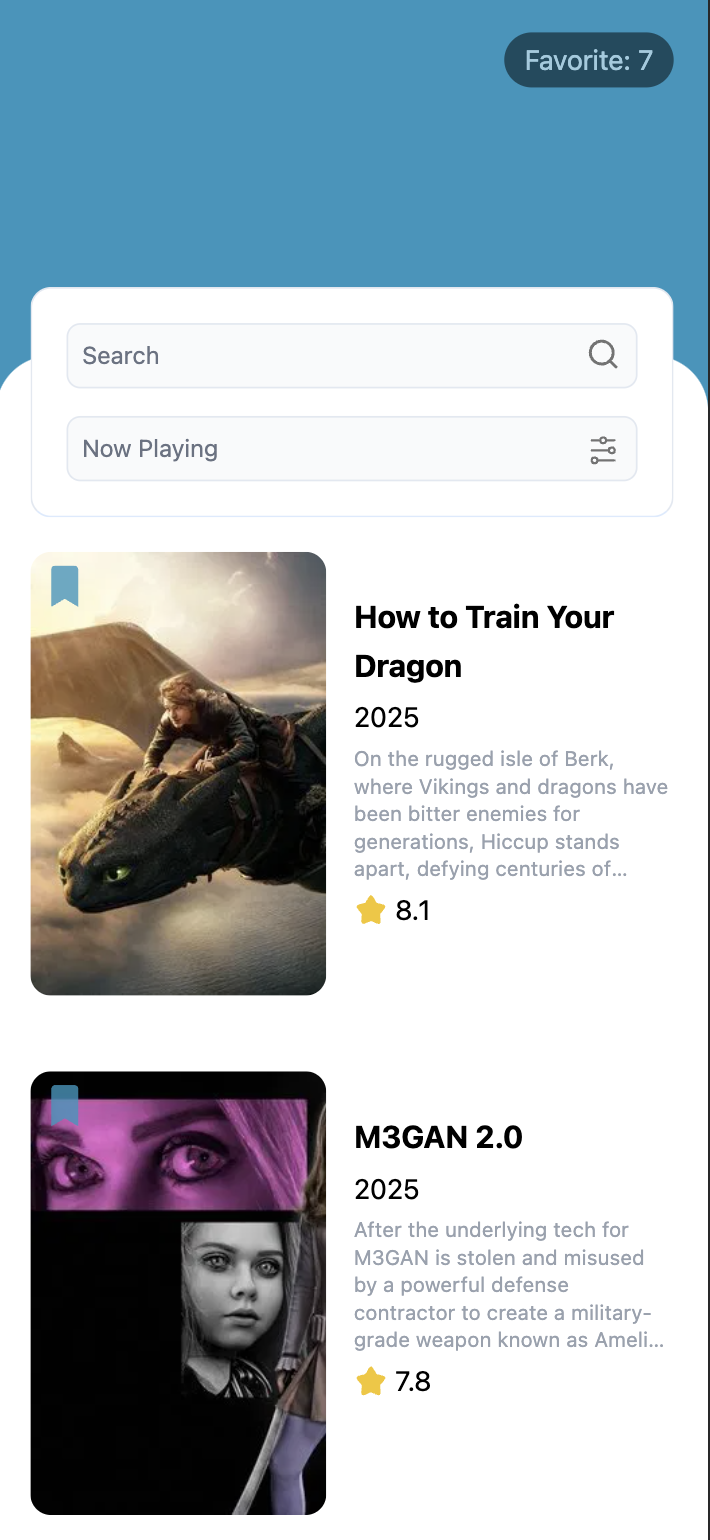 Favorite: 7
Search
Now Playing
How to Train Your
Dragon
2025
On the rugged isle of Berk,
where Vikings and dragons have
been bitter enemies for
generations, Hiccup stands
apart, defying centuries of...
8.1
M3GAN 2.0
2025
After the underlying tech for
M3GAN is stolen and misused
by a powerful defense
contractor to create a military-
grade weapon known as Ameli...
7.8